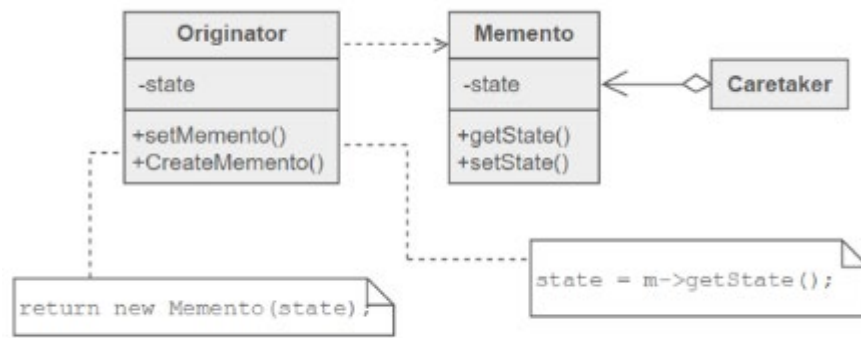 Originator
-state
+setMemento()
+CreateMemento()
Memento
-state
+getState()
+setState()
Caretaker
return new Memento(state);
state = m->getState();